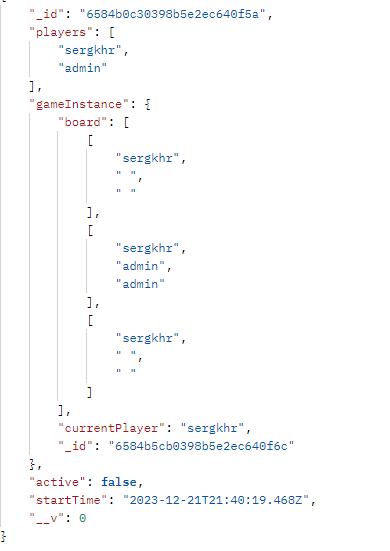 {
"_id": "6584b0c30398b5e2ec640f5a",
"players": [
"sergkhr",
"admin"
],
"gameInstance": {
"board": [
[
"sergkhr",
" ",
" "
],
[
"sergkhr",
"admin",
"admin"
],
[
"sergkhr",
" ",
" "
]
],
"currentPlayer": "sergkhr",
"_id": "6584b5cb0398b5e2ec640f6c"
},
"active": false,
"startTime": "2023-12-21T21:40:19.468Z",
"__v": 0
}